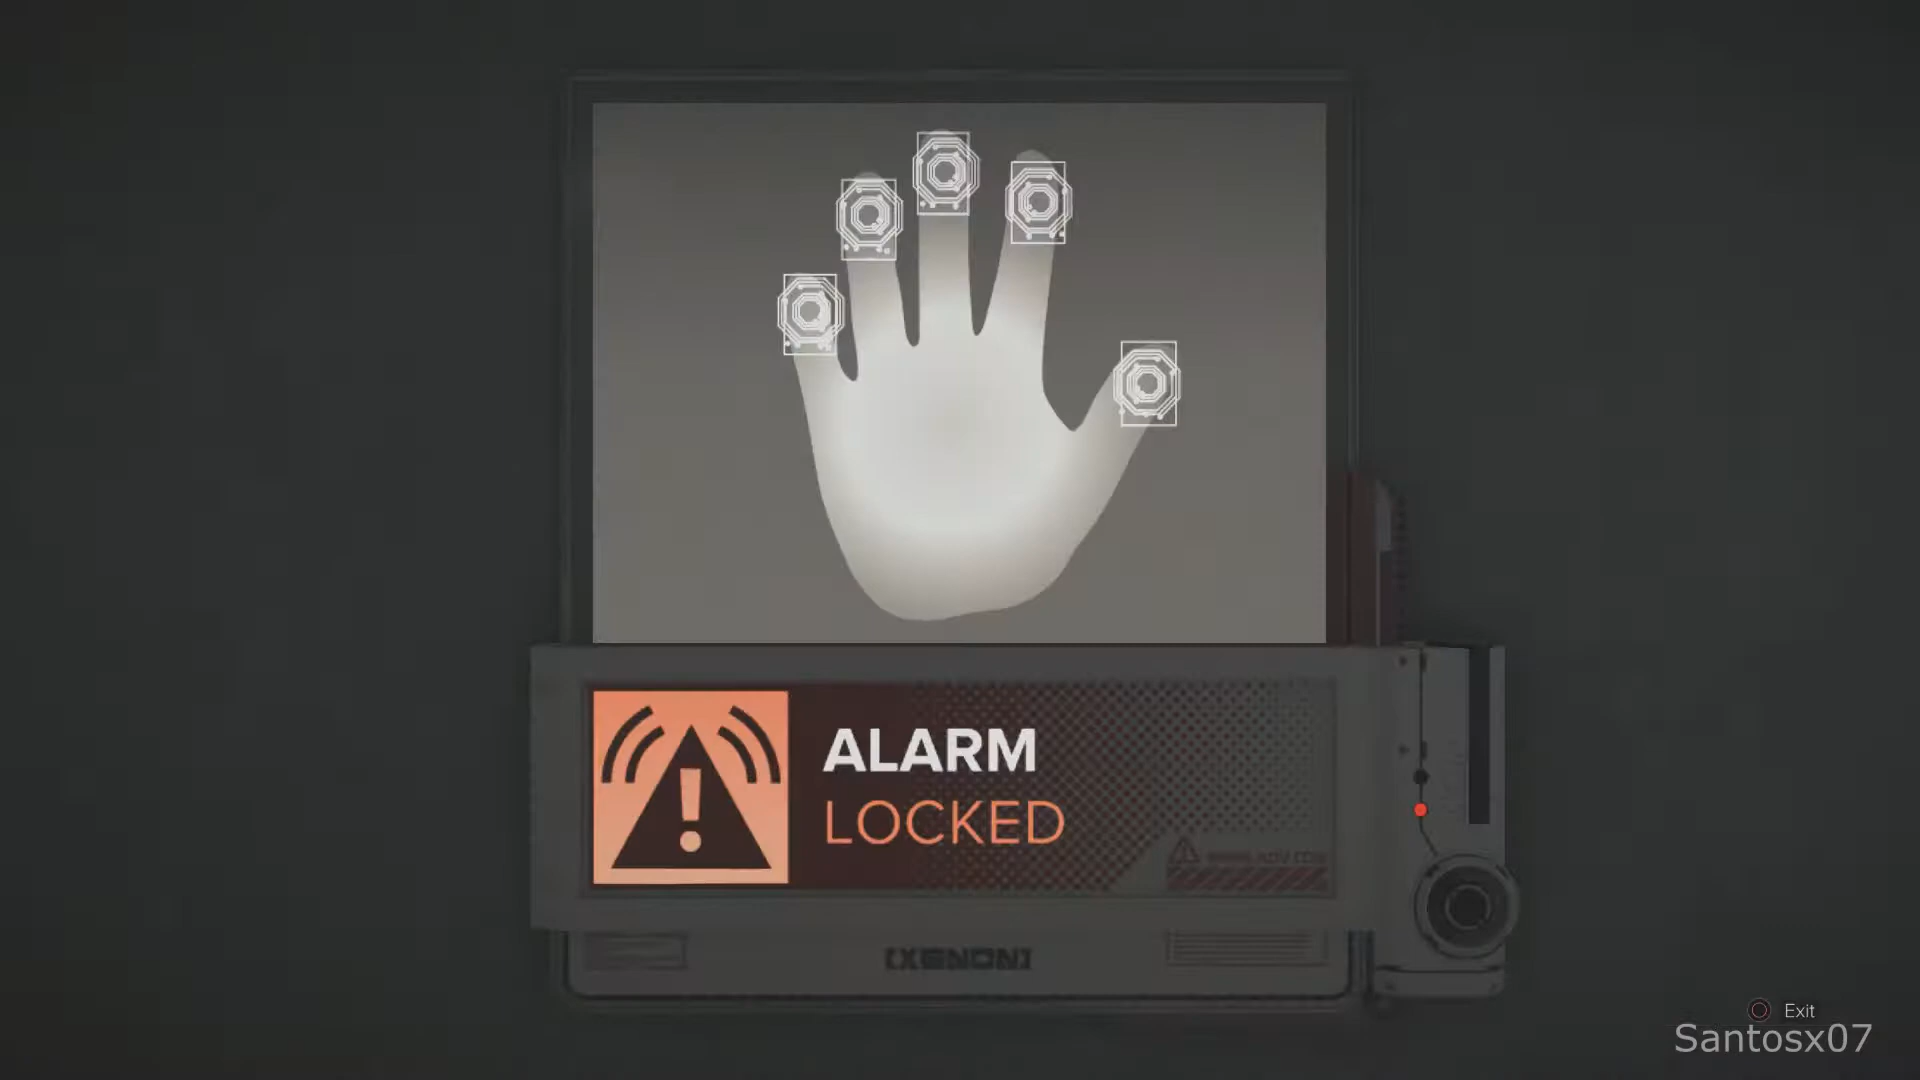 ALARM
LOCKED
[XENON]
Exit
Santosx07